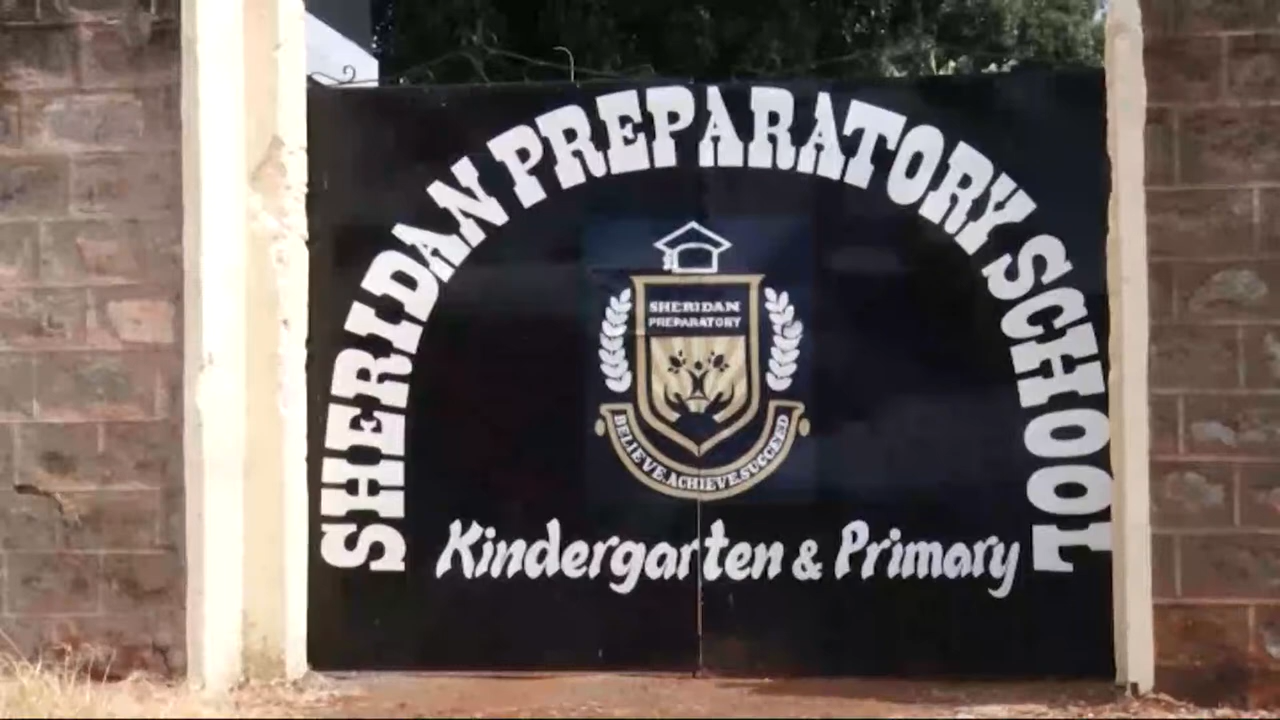 SHERIDAN PREPARATORY SCHOOL
SHERIDAN
PREPARATORY
BELIEVE.ACHIEVE.SUCCEED
Kindergarten & Primary